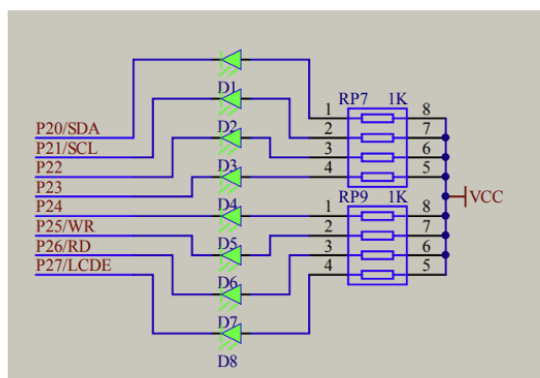 D1
RP7 1K
1 8
P20/SDA
2 7
P21/SCL
D2
3 6
P22
D3
4 5
P23
RP9 1K
VCC
P24
D4
1 8
P25/WR
2 7
D5
P26/RD
3 6
P27/LCDE
D6
4 5
D7
D8